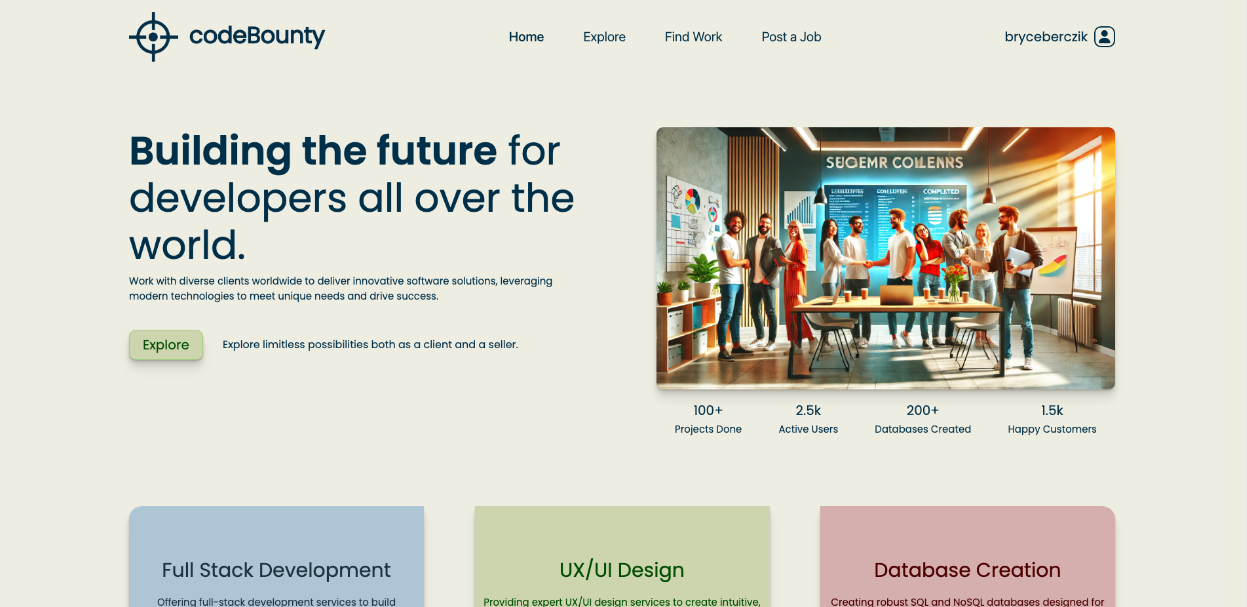 codeBounty
Home
Explore
Find Work
Post a Job
bryceberczik
Building the future for
developers all over the
world.
Work with diverse clients worldwide to deliver innovative software solutions, leveraging
modern technologies to meet unique needs and drive success.
Explore
Explore limitless possibilities both as a client and a seller.
COMPLETED
100+
Projects Done
2.5k
Active Users
200+
Databases Created
1.5k
Happy Customers
Full Stack Development
Offering full-stack development services to build
UX/UI Design
Providing expert UX/UI design services to create intuitive,
Database Creation
Creating robust SQL and NoSQL databases designed for